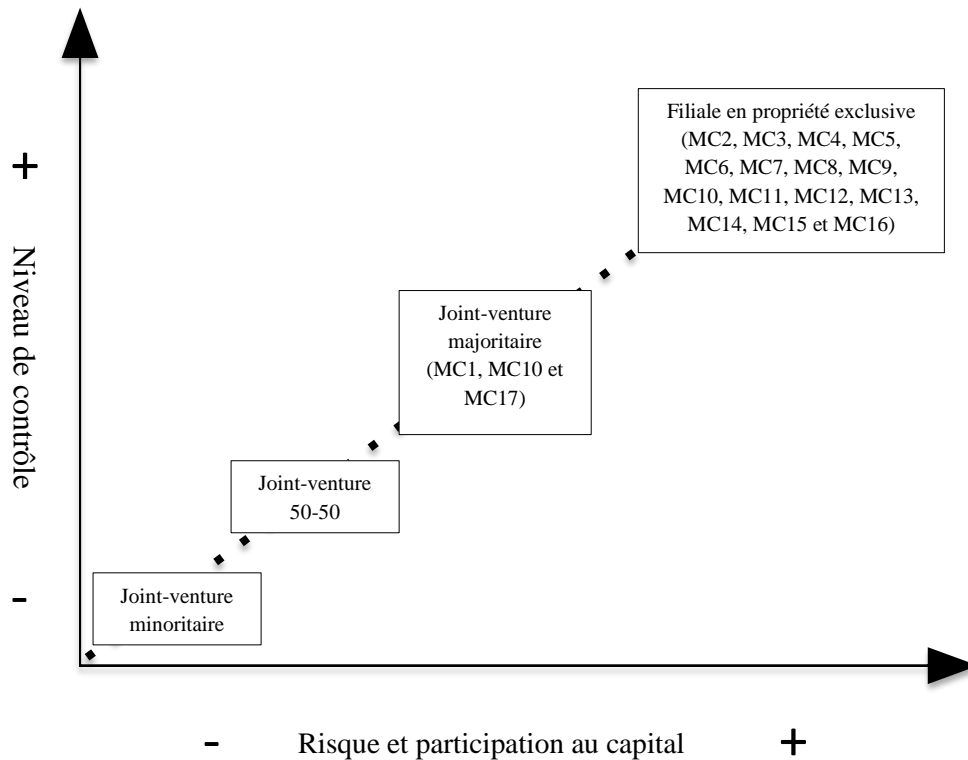 Filiale en propriété exclusive
(MC2, MC3, MC4, MC5,
MC6, MC7, MC8, MC9,
MC10, MC11, MC12, MC13,
MC14, MC15 et MC16)
+
Niveau de contrôle
-
Joint-venture
majoritaire
(MC1, MC10 et
MC17)
Joint-venture
50-50
Joint-venture
minoritaire
- Risque et participation au capital +